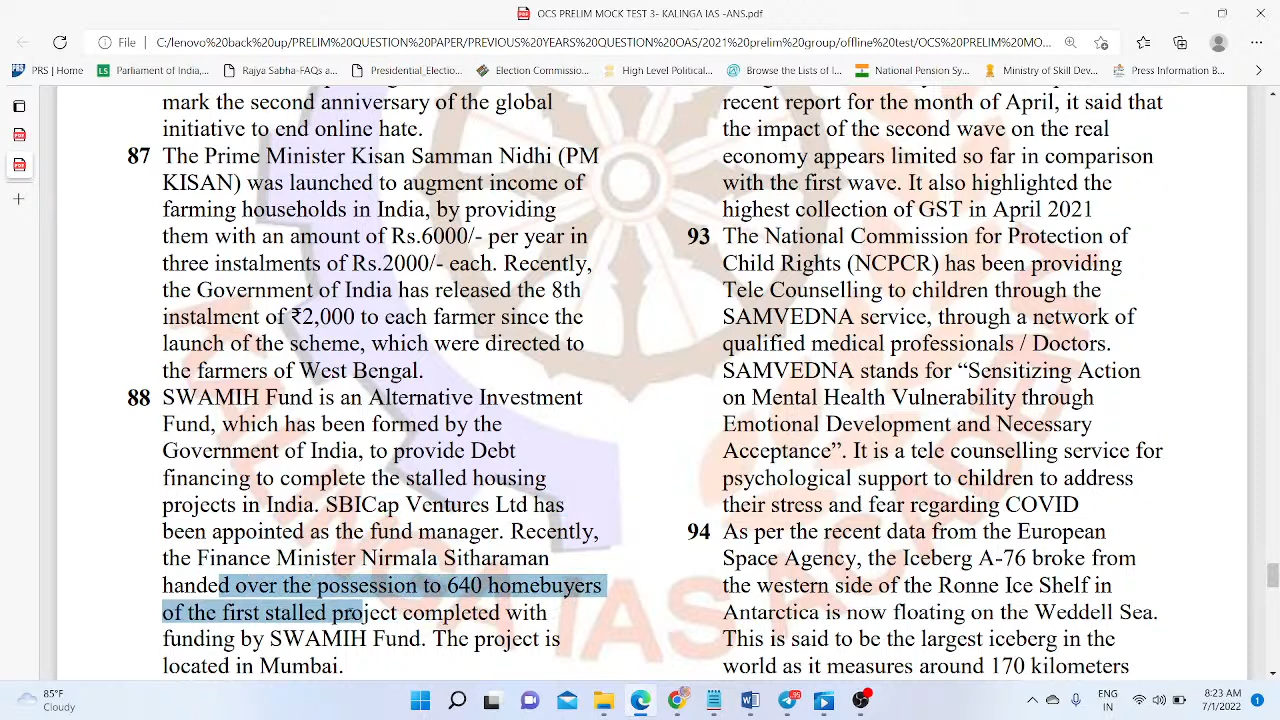 OCS PRELIM MOCK TEST 3- KALINGA IAS -ANS.pdf
File
C:/lenovo%20back%20up/PRELIM%20QUESTION%20PAPER/PREVIOUS%20YEARS%20QUESTION%20OAS/2021%20prelim%20group/offline%20test/OCS%20PRELIM%20MO...
PRS | Home
Parliament of India,...
Rajya Sabha-FAQs a...
Presidential_Electo...
Election Commissio...
High Level Political...
Browse the Lists of I...
National Pension Sy...
Ministry of Skill Dev...
Press Information B...
mark the second anniversary of the global
initiative to end online hate.
87 The Prime Minister Kisan Samman Nidhi (PM
KISAN) was launched to augment income of
farming households in India, by providing
them with an amount of Rs.6000/- per year in
three instalments of Rs.2000/- each. Recently,
the Government of India has released the 8th
instalment of ₹2,000 to each farmer since the
launch of the scheme, which were directed to
the farmers of West Bengal.
88 SWAMIH Fund is an Alternative Investment
Fund, which has been formed by the
Government of India, to provide Debt
financing to complete the stalled housing
projects in India. SBICap Ventures Ltd has
been appointed as the fund manager. Recently,
the Finance Minister Nirmala Sitharaman
handed over the possession to 640 homebuyers
of the first stalled project completed with
funding by SWAMIH Fund. The project is
located in Mumbai.
recent report for the month of April, it said that
the impact of the second wave on the real
economy appears limited so far in comparison
with the first wave. It also highlighted the
highest collection of GST in April 2021
93 The National Commission for Protection of
Child Rights (NCPCR) has been providing
Tele Counselling to children through the
SAMVEDNA service, through a network of
qualified medical professionals / Doctors.
SAMVEDNA stands for “Sensitizing Action
on Mental Health Vulnerability through
Emotional Development and Necessary
Acceptance”. It is a tele counselling service for
psychological support to children to address
their stress and fear regarding COVID
94 As per the recent data from the European
Space Agency, the Iceberg A-76 broke from
the western side of the Ronne Ice Shelf in
Antarctica is now floating on the Weddell Sea.
This is said to be the largest iceberg in the
world as it measures around 170 kilometers
85°F
Cloudy
ENG
IN
8:23 AM
7/1/2022